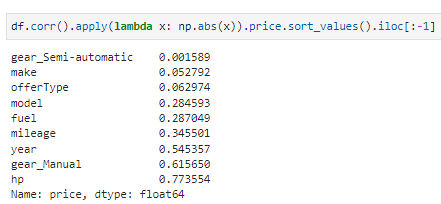 df.corr().apply(lambda x: np.abs(x)).price.sort_values().iloc[:-1]
gear_Semi-automatic    0.001589
make                   0.052792
offerType              0.062974
model                  0.284593
fuel                   0.287049
mileage                0.345501
year                   0.545357
gear_Manual            0.615650
hp                     0.773554
Name: price, dtype: float64